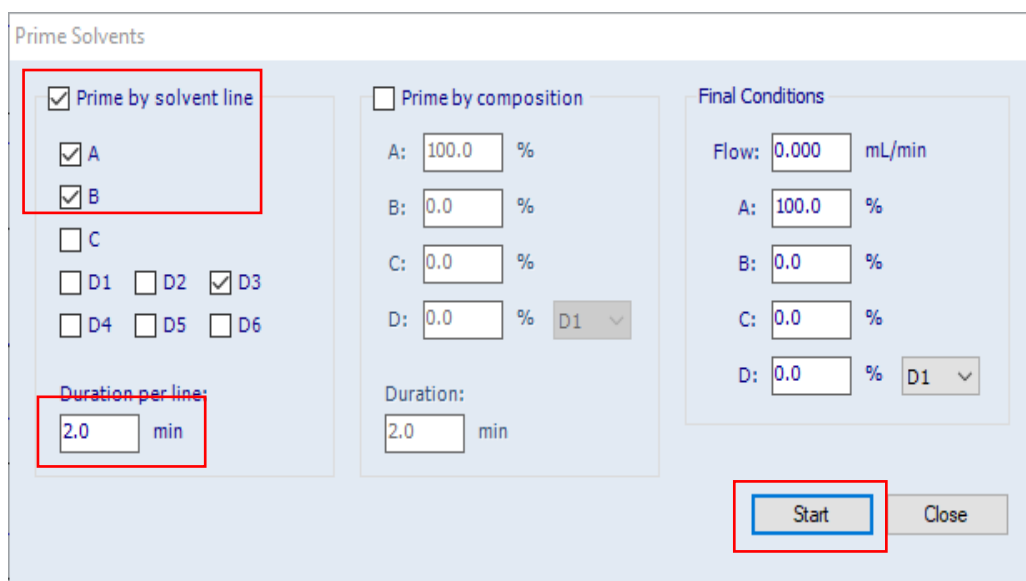 Prime Solvents
Prime by solvent line
A
B
C
D1 D2 D3
D4 D5 D6
Duration per line:
2.0 min
Prime by composition
A: 100.0 %
B: 0.0 %
C: 0.0 %
D: 0.0 % D1
Duration:
2.0 min
Final Conditions
Flow: 0.000 mL/min
A: 100.0 %
B: 0.0 %
C: 0.0 %
D: 0.0 % D1
Start Close